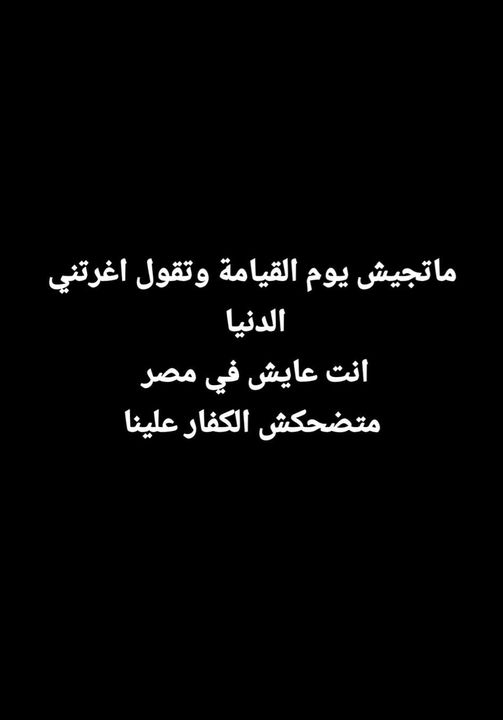 ماتجيش يوم القيامة وتقول اغرتني
الدنيا
انت عايش في مصر
متضحكش الكفار علينا